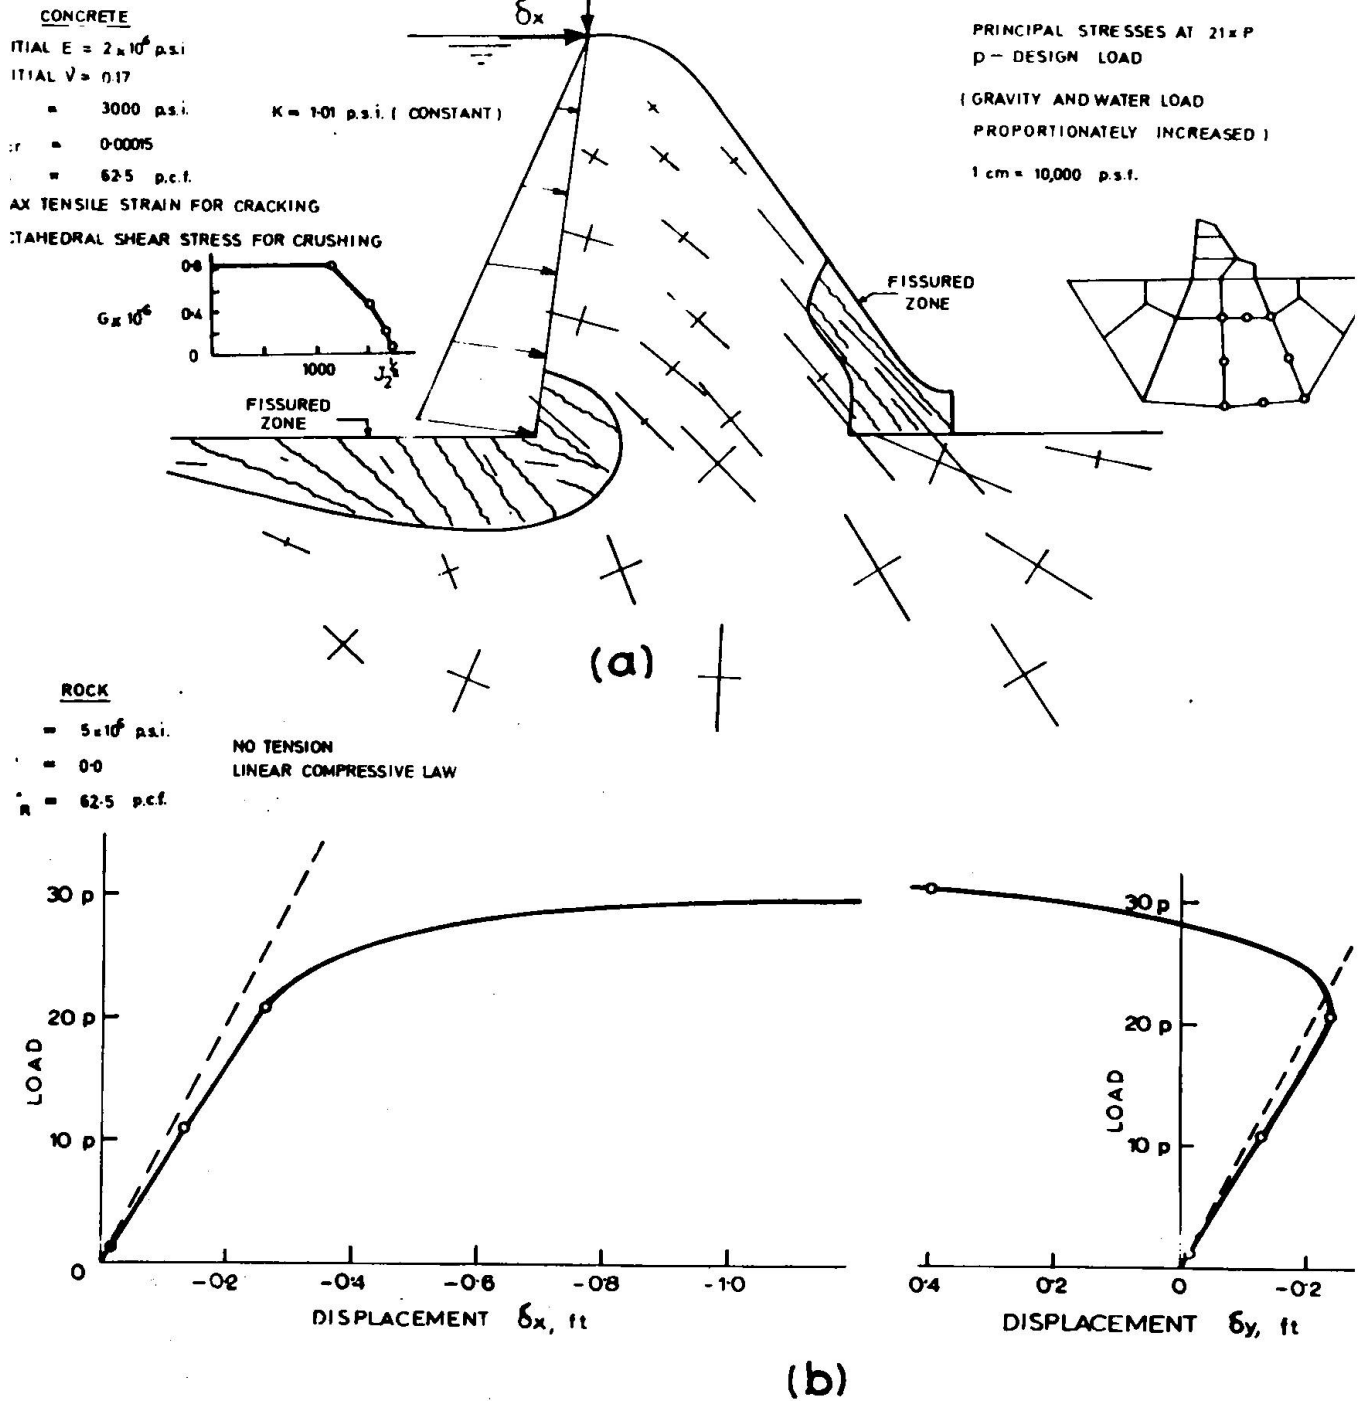 CONCRETE
ITIAL E = 2×10⁶ p.s.i
ITIAL ν = 0·17
= 3000 p.s.i.
cr = 0·00015
= 62·5 p.c.f.
AX TENSILE STRAIN FOR CRACKING
CTAHEDRAL SHEAR STRESS FOR CRUSHING
δx
K = 1·01 p.s.i. ( CONSTANT )
PRINCIPAL STRESSES AT 21×P
p – DESIGN LOAD
( GRAVITY AND WATER LOAD
PROPORTIONATELY INCREASED )
1 cm = 10,000 p.s.f.
0·8
G×10⁻⁶
0·4
0
1000
J₂^½
FISSURED
ZONE
FISSURED
ZONE
(a)
ROCK
= 5×10⁶ p.s.i.
= 0·0
R = 62·5 p.c.f.
NO TENSION
LINEAR COMPRESSIVE LAW
30 p
20 p
10 p
LOAD
0
-0·2
-0·4
-0·6
-0·8
-1·0
DISPLACEMENT δx, ft
30 p
20 p
10 p
LOAD
0·4
0·2
0
-0·2
DISPLACEMENT δy, ft
(b)